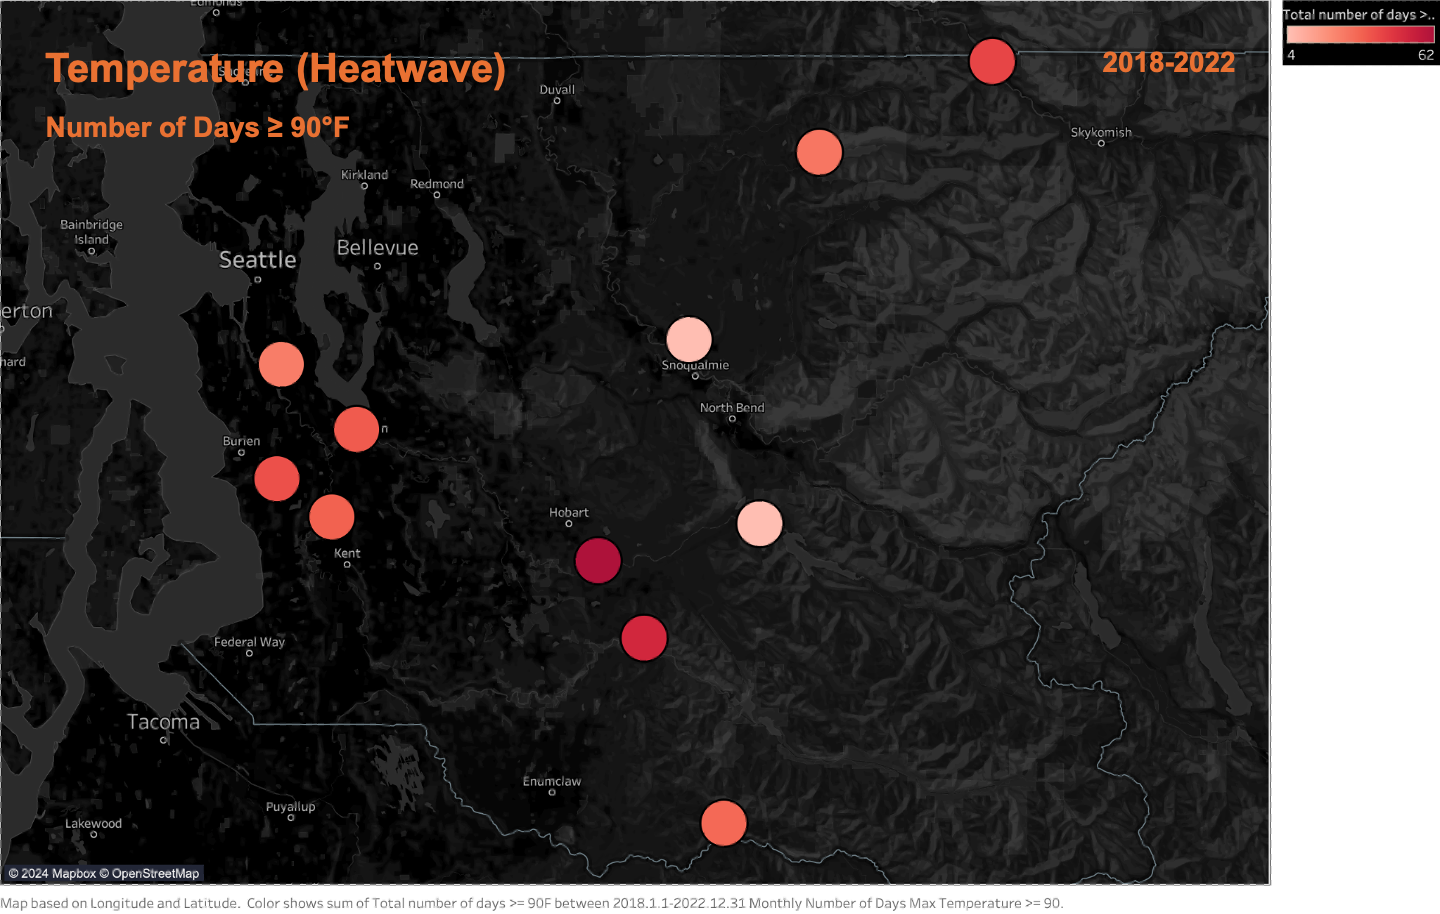 Edmonds
Temperature (Heatwave)
2018-2022
Total number of days >..
4
62
Duvall
Number of Days ≥ 90°F
Skykomish
Kirkland
Redmond
Bainbridge
Island
Bellevue
Seattle
erton
hard
Snoqualmie
North Bend
n
Burien
Hobart
Kent
Federal Way
Tacoma
Enumclaw
Puyallup
Lakewood
© 2024 Mapbox © OpenStreetMap
Map based on Longitude and Latitude. Color shows sum of Total number of days >= 90F between 2018.1.1-2022.12.31 Monthly Number of Days Max Temperature >= 90.